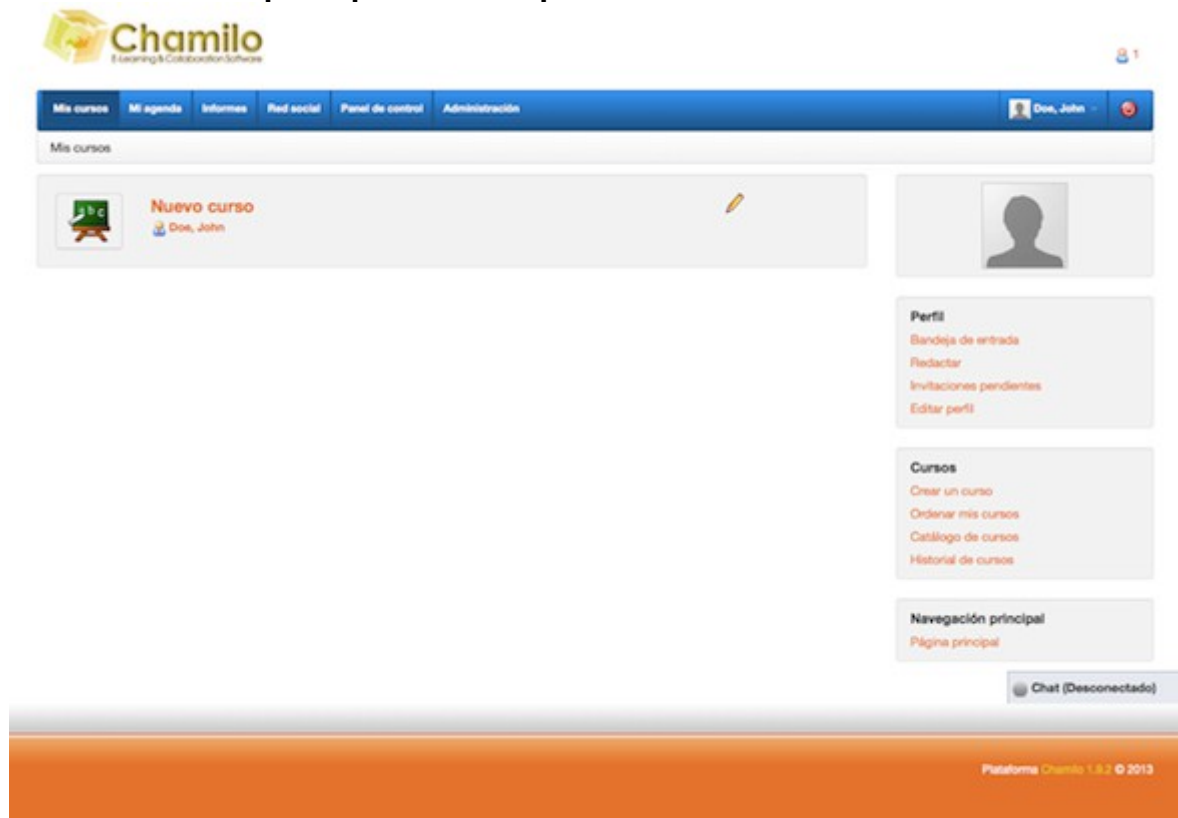 Chamilo
E-Learning & Collaboration Software
1
Mis cursos Mi agenda Informes Red social Panel de control Administración
Doe, John
Mis cursos
Nuevo curso
Doe, John
Perfil
Bandeja de entrada
Redactar
Invitaciones pendientes
Editar perfil
Cursos
Crear un curso
Ordenar mis cursos
Catálogo de cursos
Historial de cursos
Navegación principal
Página principal
Chat (Desconectado)
Plataforma Chamilo 1.9.2 © 2013